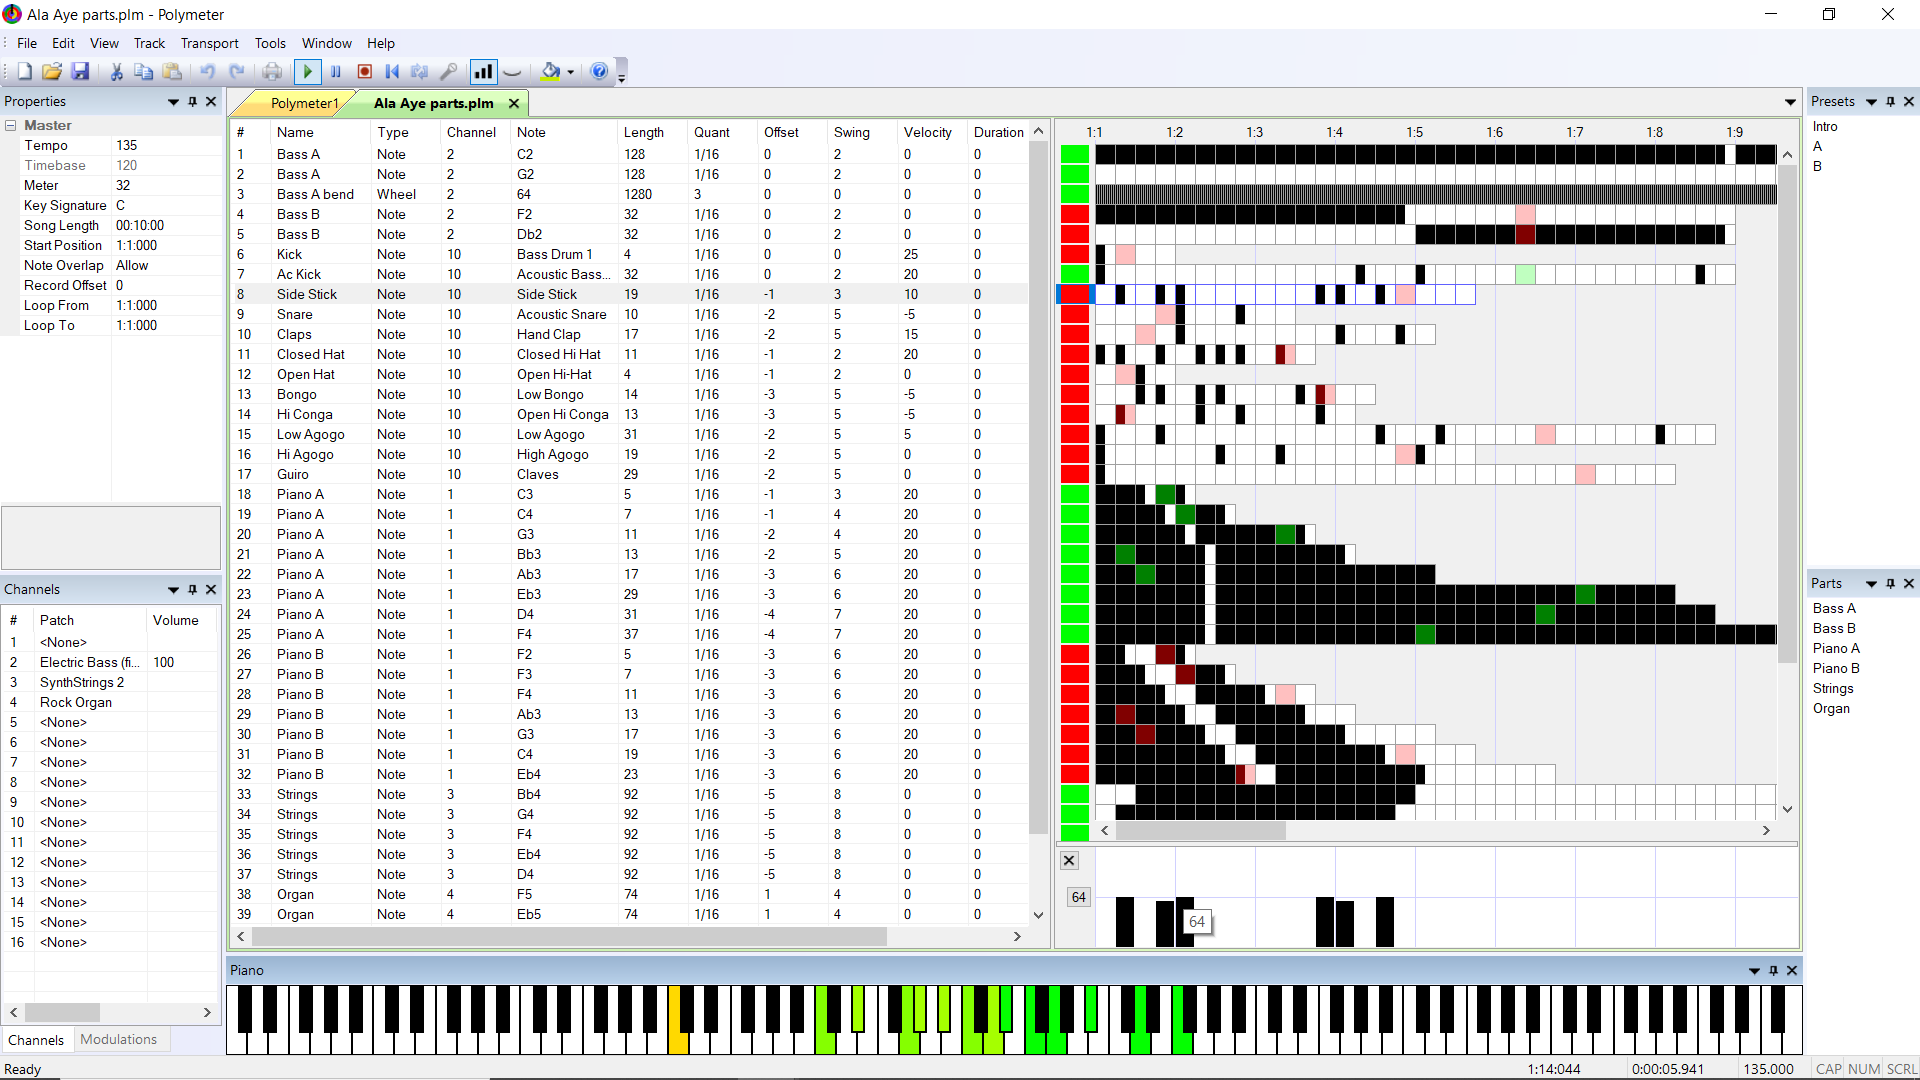 Ala Aye parts.plm - Polymeter
File Edit View Track Transport Tools Window Help
Properties
Master
Tempo 135
Timebase 120
Meter 32
Key Signature C
Song Length 00:10:00
Start Position 1:1:000
Note Overlap Allow
Record Offset 0
Loop From 1:1:000
Loop To 1:1:000
Channels
# Patch Volume
1 <None>
2 Electric Bass (fi... 100
3 SynthStrings 2
4 Rock Organ
5 <None>
6 <None>
7 <None>
8 <None>
9 <None>
10 <None>
11 <None>
12 <None>
13 <None>
14 <None>
15 <None>
16 <None>
Channels Modulations
Polymeter1 Ala Aye parts.plm
# Name Type Channel Note Length Quant Offset Swing Velocity Duration
1 Bass A Note 2 C2 128 1/16 0 2 0 0
2 Bass A Note 2 G2 128 1/16 0 2 0 0
3 Bass A bend Wheel 2 64 1280 3 0 0 0 0
4 Bass B Note 2 F2 32 1/16 0 2 0 0
5 Bass B Note 2 Db2 32 1/16 0 2 0 0
6 Kick Note 10 Bass Drum 1 4 1/16 0 0 25 0
7 Ac Kick Note 10 Acoustic Bass... 32 1/16 0 2 20 0
8 Side Stick Note 10 Side Stick 19 1/16 -1 3 10 0
9 Snare Note 10 Acoustic Snare 10 1/16 -2 5 -5 0
10 Claps Note 10 Hand Clap 17 1/16 -2 5 15 0
11 Closed Hat Note 10 Closed Hi Hat 11 1/16 -1 2 20 0
12 Open Hat Note 10 Open Hi-Hat 4 1/16 -1 2 0 0
13 Bongo Note 10 Low Bongo 14 1/16 -3 5 -5 0
14 Hi Conga Note 10 Open Hi Conga 13 1/16 -3 5 -5 0
15 Low Agogo Note 10 Low Agogo 31 1/16 -2 5 5 0
16 Hi Agogo Note 10 High Agogo 19 1/16 -2 5 0 0
17 Guiro Note 10 Claves 29 1/16 -2 5 0 0
18 Piano A Note 1 C3 5 1/16 -1 3 20 0
19 Piano A Note 1 C4 7 1/16 -1 4 20 0
20 Piano A Note 1 G3 11 1/16 -2 4 20 0
21 Piano A Note 1 Bb3 13 1/16 -2 5 20 0
22 Piano A Note 1 Ab3 17 1/16 -3 6 20 0
23 Piano A Note 1 Eb3 29 1/16 -3 6 20 0
24 Piano A Note 1 D4 31 1/16 -4 7 20 0
25 Piano A Note 1 F4 37 1/16 -4 7 20 0
26 Piano B Note 1 F2 5 1/16 -3 6 20 0
27 Piano B Note 1 F3 7 1/16 -3 6 20 0
28 Piano B Note 1 F4 11 1/16 -3 6 20 0
29 Piano B Note 1 Ab3 13 1/16 -3 6 20 0
30 Piano B Note 1 G3 17 1/16 -3 6 20 0
31 Piano B Note 1 C4 19 1/16 -3 6 20 0
32 Piano B Note 1 Eb4 23 1/16 -3 6 20 0
33 Strings Note 3 Bb4 92 1/16 -5 8 0 0
34 Strings Note 3 G4 92 1/16 -5 8 0 0
35 Strings Note 3 F4 92 1/16 -5 8 0 0
36 Strings Note 3 Eb4 92 1/16 -5 8 0 0
37 Strings Note 3 D4 92 1/16 -5 8 0 0
38 Organ Note 4 F5 74 1/16 1 4 0 0
39 Organ Note 4 Eb5 74 1/16 1 4 0 0
1:1 1:2 1:3 1:4 1:5 1:6 1:7 1:8 1:9
64
64
Presets
Intro
A
B
Parts
Bass A
Bass B
Piano A
Piano B
Strings
Organ
Piano
Ready 1:14:044 0:00:05.941 135.000 CAP NUM SCRL